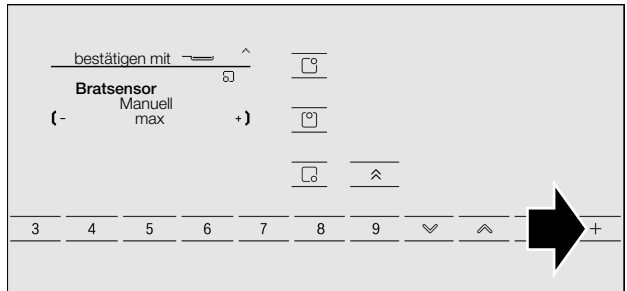 bestätigen mit
Bratsensor
Manuell
- max +
3 4 5 6 7 8 9 +